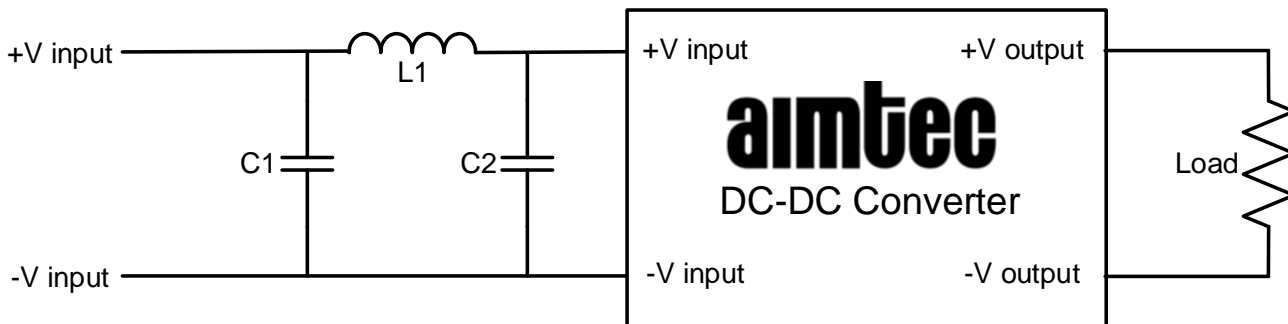 +V input
L1
C1
C2
-V input
+V input
+V output
aimtec
DC-DC Converter
-V input
-V output
Load